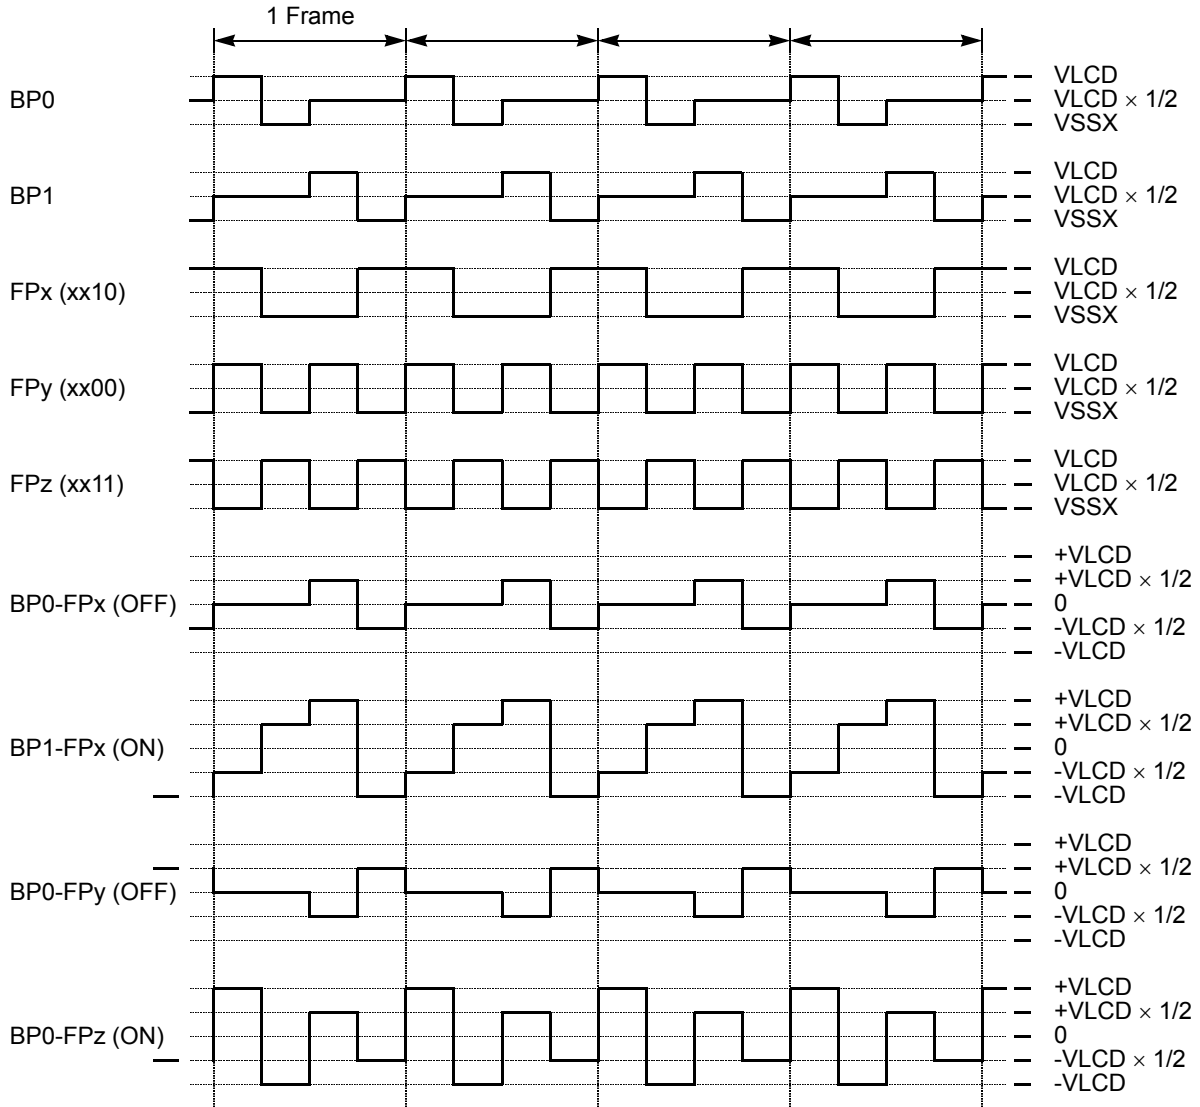 1 Frame
BP0
VLCD
VLCD × 1/2
VSSX
BP1
VLCD
VLCD × 1/2
VSSX
FPx (xx10)
VLCD
VLCD × 1/2
VSSX
FPy (xx00)
VLCD
VLCD × 1/2
VSSX
FPz (xx11)
VLCD
VLCD × 1/2
VSSX
BP0-FPx (OFF)
+VLCD
+VLCD × 1/2
0
-VLCD × 1/2
-VLCD
BP1-FPx (ON)
+VLCD
+VLCD × 1/2
0
-VLCD × 1/2
-VLCD
BP0-FPy (OFF)
+VLCD
+VLCD × 1/2
0
-VLCD × 1/2
-VLCD
BP0-FPz (ON)
+VLCD
+VLCD × 1/2
0
-VLCD × 1/2
-VLCD